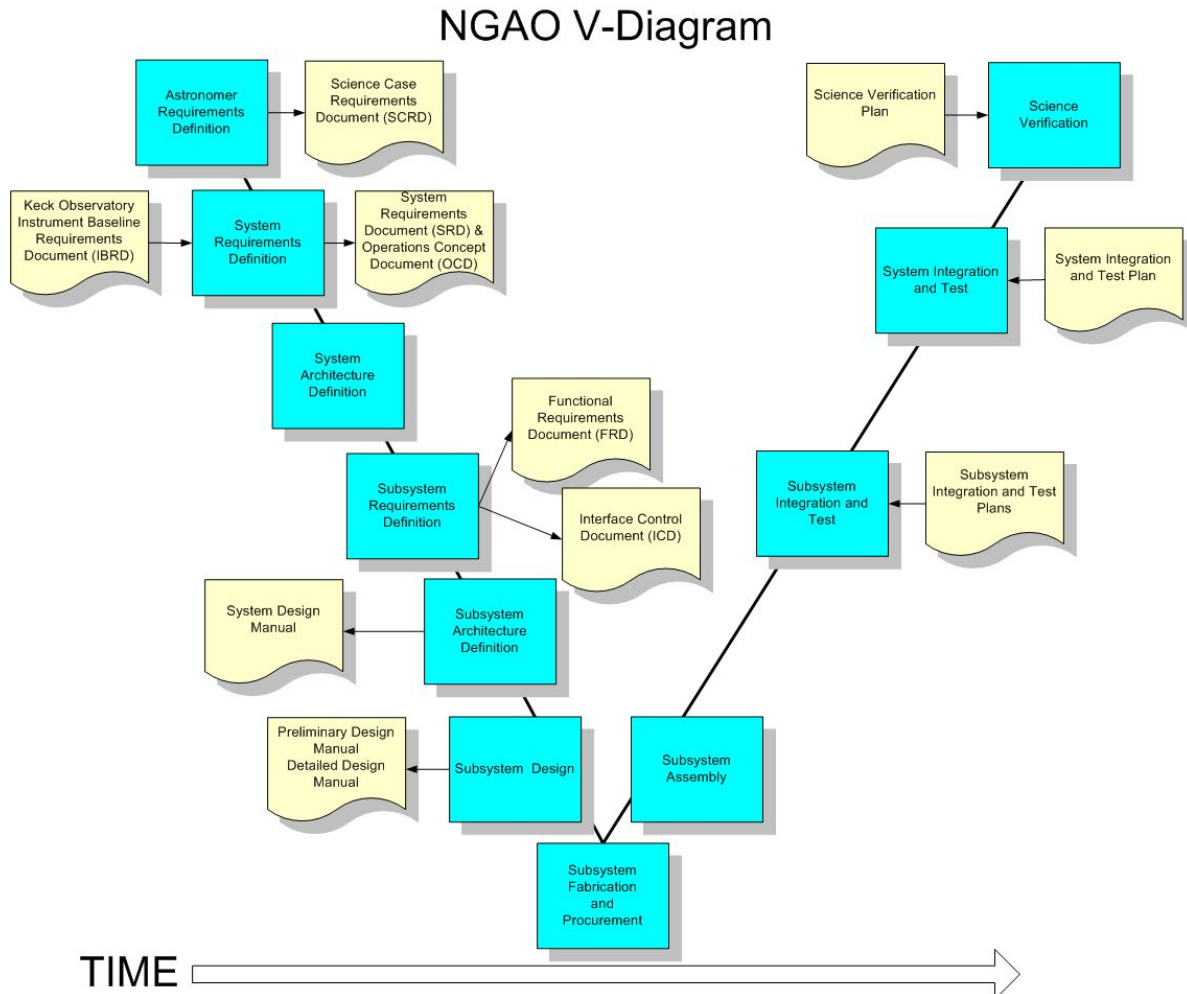 NGAO V-Diagram
Astronomer
Requirements
Definition
Science Case
Requirements
Document (SCRD)
Science Verification
Plan
Science
Verification
Keck Observatory
Instrument Baseline
Requirements
Document (IBRD)
System
Requirements
Definition
System
Requirements
Document (SRD) &
Operations Concept
Document (OCD)
System Integration
and Test
System Integration
and Test Plan
System
Architecture
Definition
Functional
Requirements
Document (FRD)
Subsystem
Requirements
Definition
Interface Control
Document (ICD)
Subsystem
Integration and
Test
Subsystem
Integration and Test
Plans
System Design
Manual
Subsystem
Architecture
Definition
Preliminary Design
Manual
Detailed Design
Manual
Subsystem Design
Subsystem
Assembly
Subsystem
Fabrication
and
Procurement
TIME